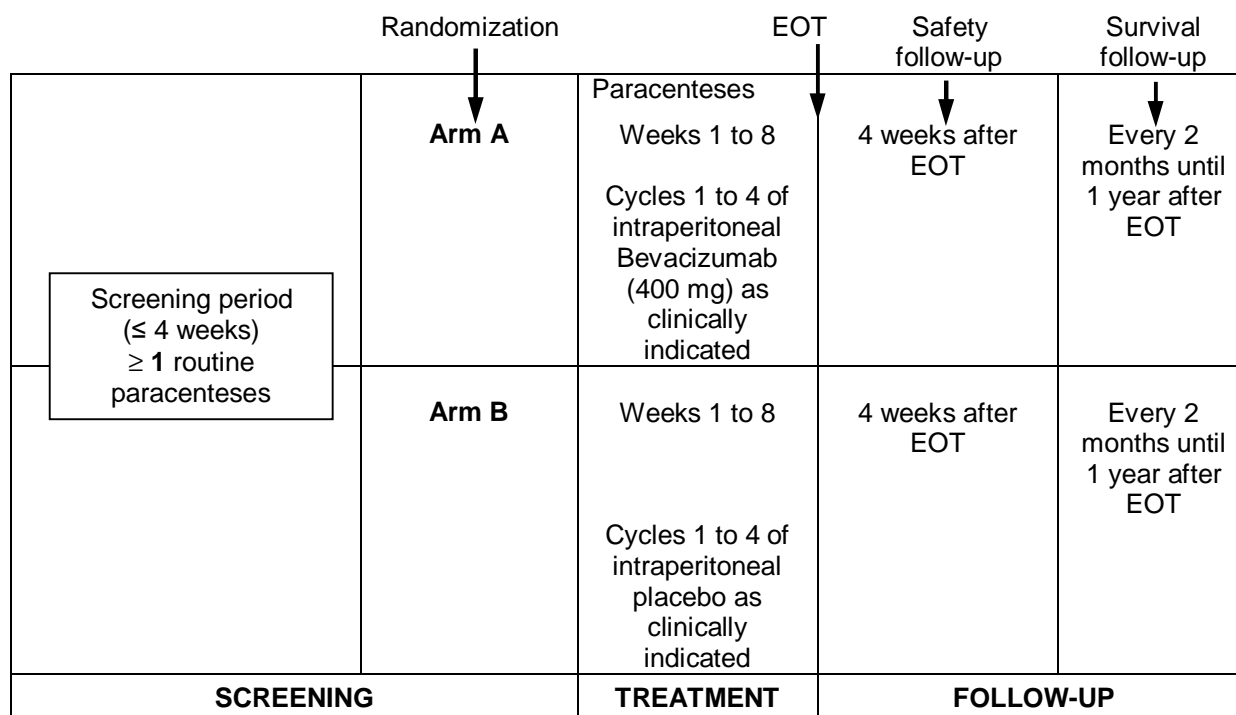 Randomization
EOT
Safety
follow-up
Survival
follow-up
Screening period
(≤ 4 weeks)
≥ 1 routine
paracenteses
Arm A
Paracenteses
Weeks 1 to 8
Cycles 1 to 4 of
intraperitoneal
Bevacizumab
(400 mg) as
clinically
indicated
4 weeks after
EOT
Every 2
months until
1 year after
EOT
Arm B
Weeks 1 to 8
Cycles 1 to 4 of
intraperitoneal
placebo as
clinically
indicated
4 weeks after
EOT
Every 2
months until
1 year after
EOT
SCREENING
TREATMENT
FOLLOW-UP